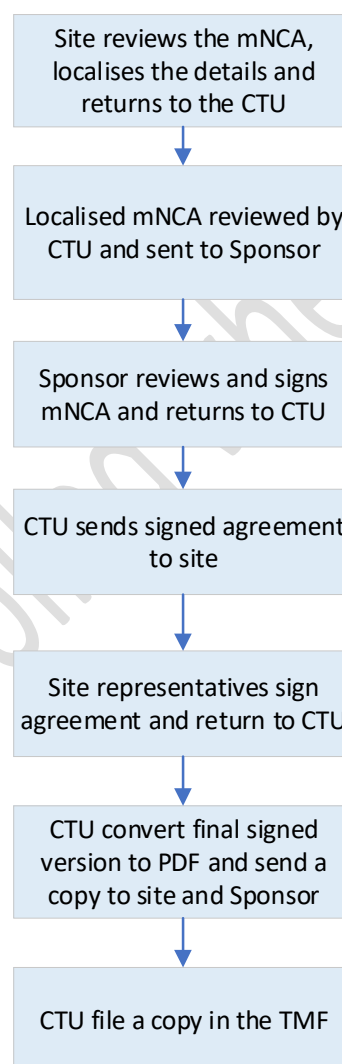 Site reviews the mNCA,
localises the details and
returns to the CTU
Localised mNCA reviewed by
CTU and sent to Sponsor
Sponsor reviews and signs
mNCA and returns to CTU
CTU sends signed agreement
to site
Site representatives sign
agreement and return to CTU
CTU convert final signed
version to PDF and send a
copy to site and Sponsor
CTU file a copy in the TMF